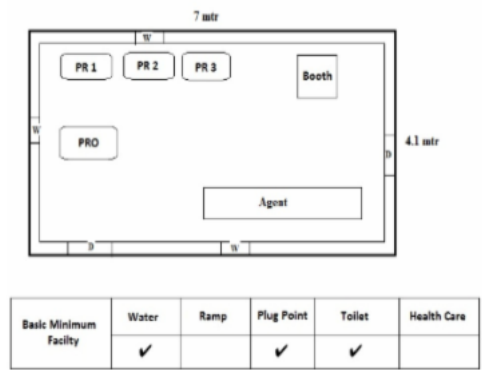 7 mtr
W
PR 1 PR 2 PR 3
Booth
W
PRO
4.1 mtr
D
Agent
D W
Basic Minimum Facilty Water Ramp Plug Point Toilet Health Care
✔ ✔ ✔